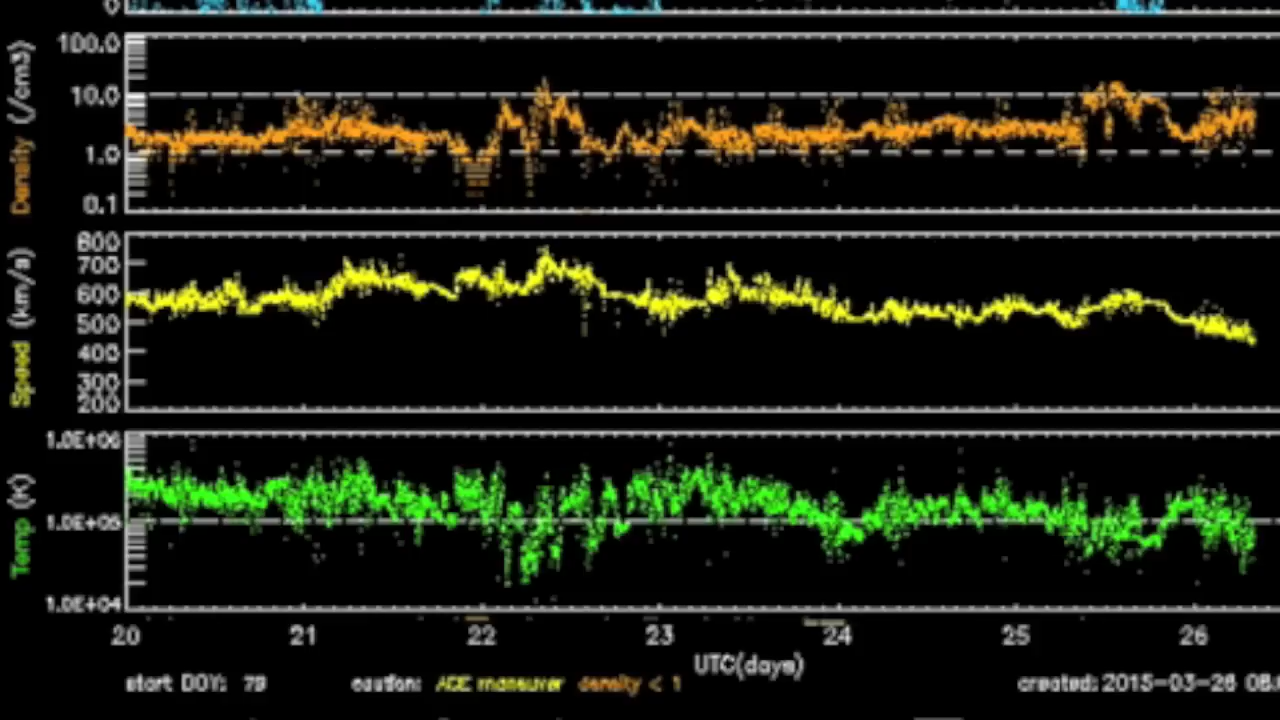 0
100.0
10.0
1.0
0.1
Density (/cm3)
800
700
600
500
400
300
200
Speed (km/s)
1.0E+06
1.0E+05
1.0E+04
Temp (K)
20 21 22 23 24 25 26
UTC(days)
start DOY: 79 caution: ACE maneuver density < 1 created:2015-03-26